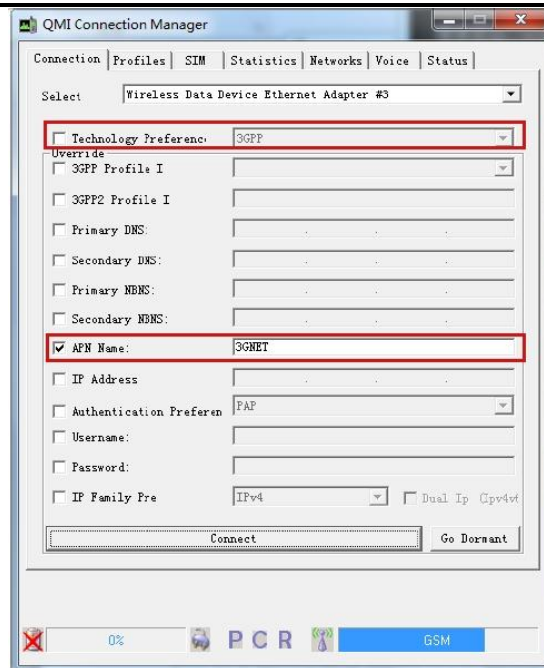 QMI Connection Manager
Connection Profiles SIM Statistics Networks Voice Status
Select Wireless Data Device Ethernet Adapter #3
Technology Preferenc 3GPP
Override
3GPP Profile I
3GPP2 Profile I
Primary DNS:
Secondary DNS:
Primary NBNS:
Secondary NBNS:
APN Name: 3GNET
IP Address
Authentication Preferen PAP
Username:
Password:
IP Family Pre IPv4 Dual Ip (Ipv4v6
Connect Go Dormant
0% P C R GSM